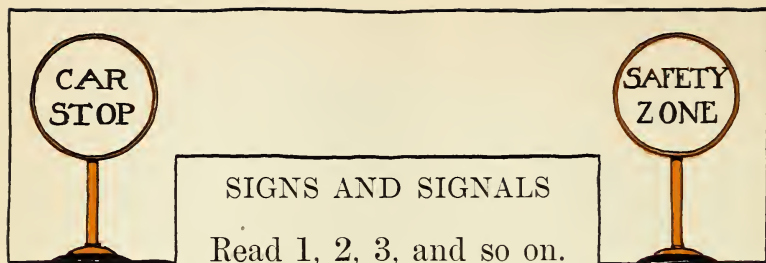 CAR
STOP
SAFETY
ZONE
SIGNS AND SIGNALS
Read 1, 2, 3, and so on.